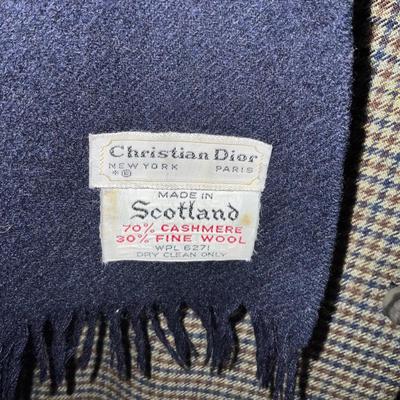 Christian Dior
NEW YORK PARIS
*®
MADE IN
Scotland
70% CASHMERE
30% FINE WOOL
WPL 6271
DRY CLEAN ONLY